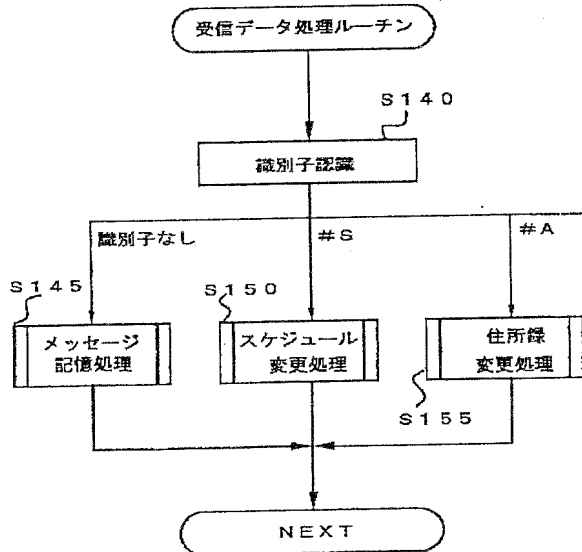 受信データ処理ルーチン
S140
識別子認識
識別子なし
#S
#A
S145
S150
メッセージ
記憶処理
スケジュール
変更処理
住所録
変更処理
S155
NEXT